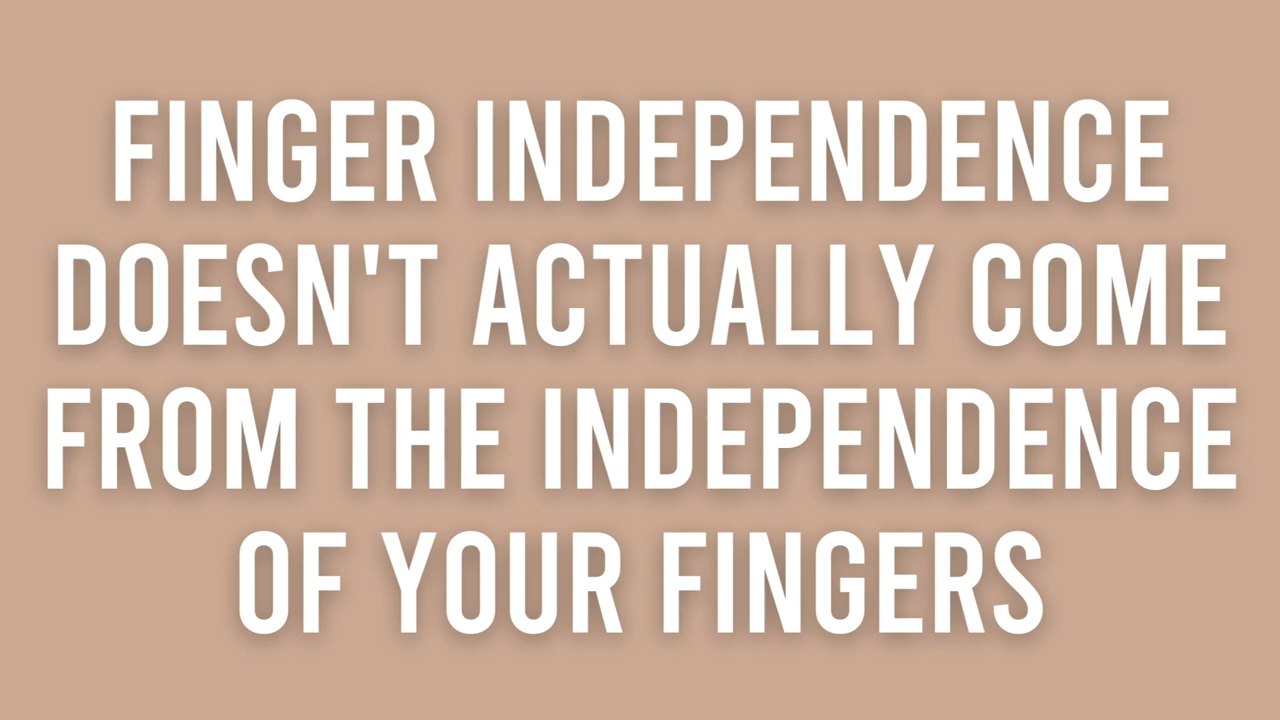 FINGER INDEPENDENCE
DOESN'T ACTUALLY COME
FROM THE INDEPENDENCE
OF YOUR FINGERS